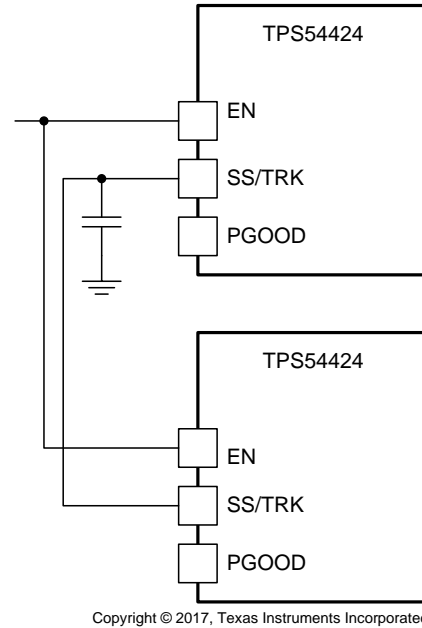 TPS54424
EN
SS/TRK
PGOOD
TPS54424
EN
SS/TRK
PGOOD
Copyright © 2017, Texas Instruments Incorporated